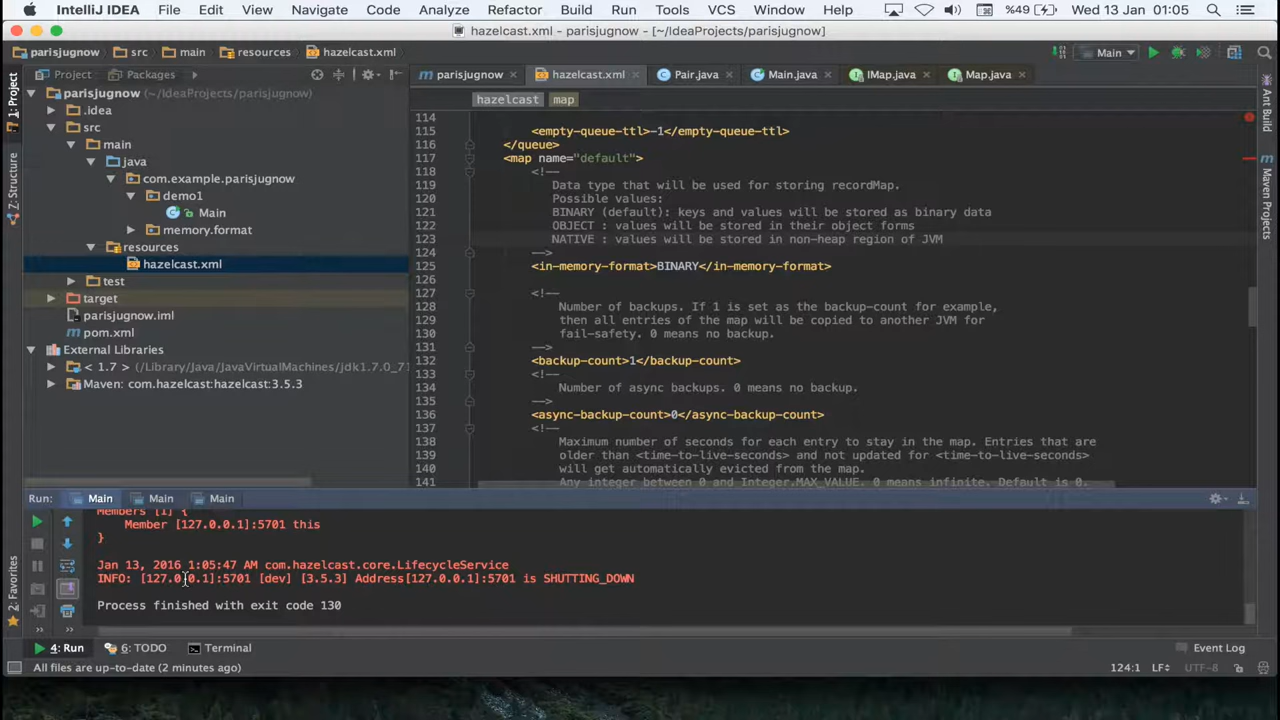 IntelliJ IDEA File Edit View Navigate Code Analyze Refactor Build Run Tools VCS Window Help %49 Wed 13 Jan 01:05
hazelcast.xml - parisjugnow - [~/IdeaProjects/parisjugnow]
parisjugnow src main resources hazelcast.xml Main
Project Packages parisjugnow hazelcast.xml Pair.java Main.java IMap.java Map.java
hazelcast map
1: Project
7: Structure
2: Favorites
Ant Build
Maven Projects
parisjugnow (~/IdeaProjects/parisjugnow)
.idea
src
main
java
com.example.parisjugnow
demo1
Main
memory.format
resources
hazelcast.xml
test
target
parisjugnow.iml
pom.xml
External Libraries
< 1.7 > (/Library/Java/JavaVirtualMachines/jdk1.7.0_71
Maven: com.hazelcast:hazelcast:3.5.3
114
115 <empty-queue-ttl>-1</empty-queue-ttl>
116 </queue>
117 <map name="default">
118 <!--
119 Data type that will be used for storing recordMap.
120 Possible values:
121 BINARY (default): keys and values will be stored as binary data
122 OBJECT : values will be stored in their object forms
123 NATIVE : values will be stored in non-heap region of JVM
124 -->
125 <in-memory-format>BINARY</in-memory-format>
126
127 <!--
128 Number of backups. If 1 is set as the backup-count for example,
129 then all entries of the map will be copied to another JVM for
130 fail-safety. 0 means no backup.
131 -->
132 <backup-count>1</backup-count>
133 <!--
134 Number of async backups. 0 means no backup.
135 -->
136 <async-backup-count>0</async-backup-count>
137 <!--
138 Maximum number of seconds for each entry to stay in the map. Entries that are
139 older than <time-to-live-seconds> and not updated for <time-to-live-seconds>
140 will get automatically evicted from the map.
141 Any integer between 0 and Integer.MAX_VALUE. 0 means infinite. Default is 0.
Run: Main Main Main
Members [1] {
Member [127.0.0.1]:5701 this
}
Jan 13, 2016 1:05:47 AM com.hazelcast.core.LifecycleService
INFO: [127.0.0.1]:5701 [dev] [3.5.3] Address[127.0.0.1]:5701 is SHUTTING_DOWN
Process finished with exit code 130
4: Run 6: TODO Terminal Event Log
All files are up-to-date (2 minutes ago) 124:1 LF UTF-8